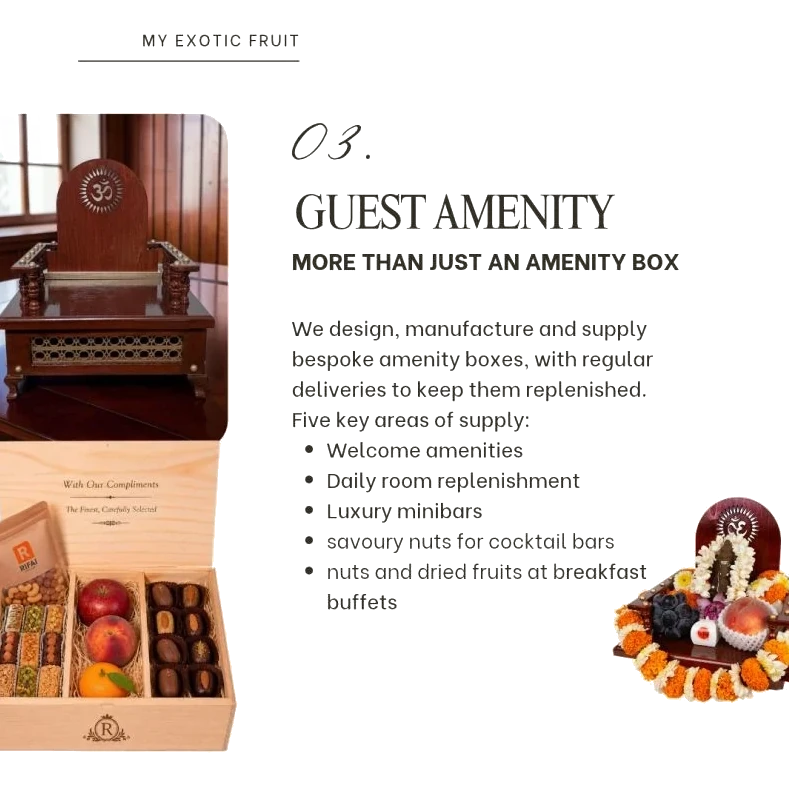 MY EXOTIC FRUIT
03.
GUEST AMENITY
MORE THAN JUST AN AMENITY BOX
We design, manufacture and supply
bespoke amenity boxes, with regular
deliveries to keep them replenished.
Five key areas of supply:
• Welcome amenities
• Daily room replenishment
• Luxury minibars
• savoury nuts for cocktail bars
• nuts and dried fruits at breakfast
buffets
ॐ
With Our Compliments
The Finest, Carefully Selected
R
RIFAI
R
ॐ